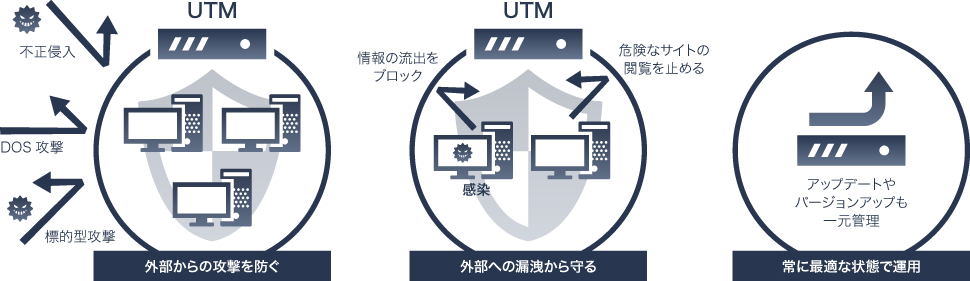 UTM
不正侵入
DOS 攻撃
標的型攻撃
外部からの攻撃を防ぐ
UTM
情報の流出を
ブロック
危険なサイトの
閲覧を止める
感染
外部への漏洩から守る
アップデートや
バージョンアップも
一元管理
常に最適な状態で運用